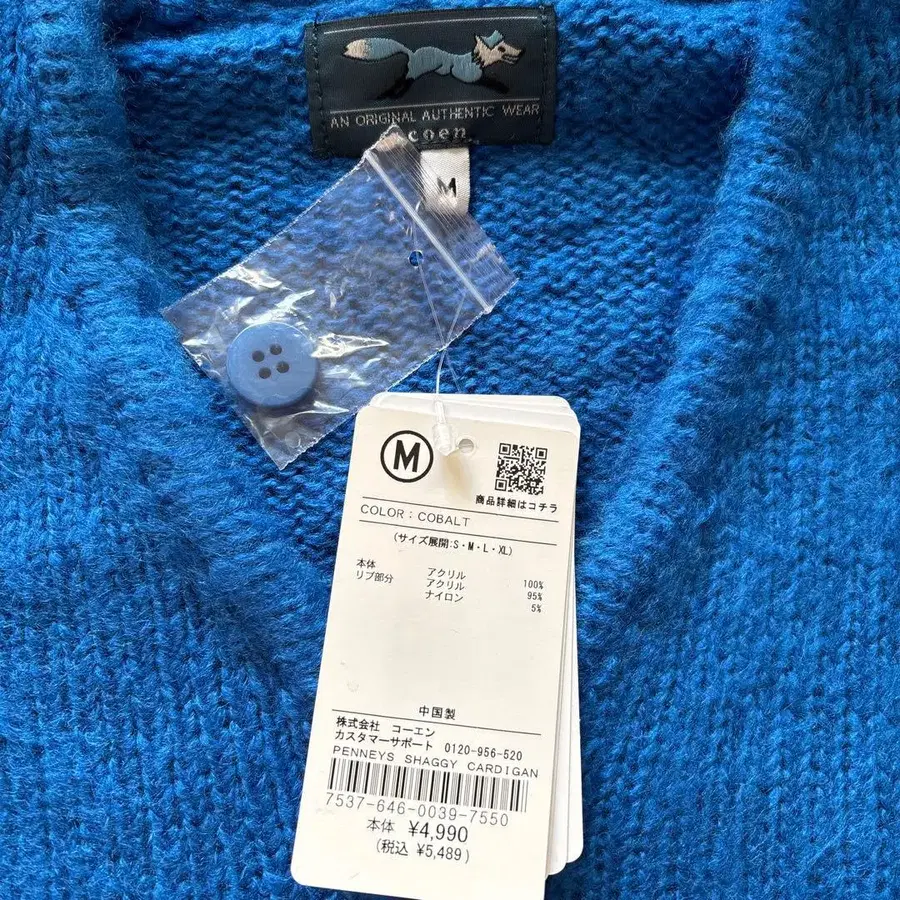 AN ORIGINAL AUTHENTIC WEAR
coen
M
M
商品詳細はコチラ
COLOR : COBALT
(サイズ展開:S・M・L・XL)
本体 アクリル 100%
リブ部分 アクリル 95%
ナイロン 5%
中国製
株式会社 コーエン
カスタマーサポート 0120-956-520
PENNEYS SHAGGY CARDIGAN
7537-646-0039-7550
本体 ¥4,990
(税込 ¥5,489)